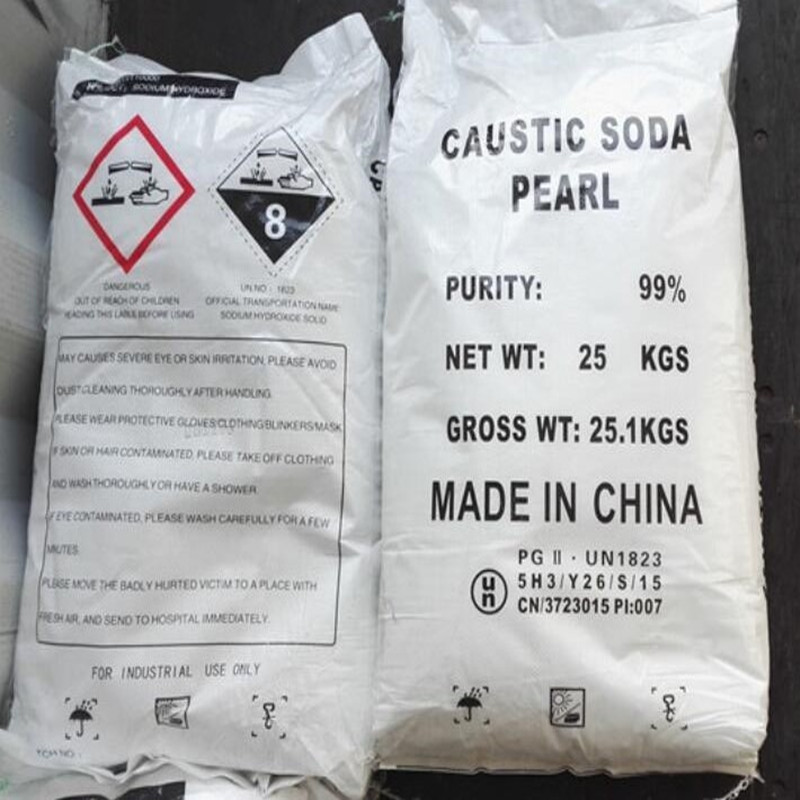 SODIUM HYDROXIDE
8
DANGEROUS
OUT OF REACH OF CHILDREN
READING THIS LABLE BEFORE USING
UN.NO : 1823
OFFICIAL TRANSPORTATION NAME
SODIUM HYDROXIDE SOLID
MAY CAUSES SEVERE EYE OR SKIN IRRITATION, PLEASE AVOID
DUST CLEANING THOROUGHLY AFTER HANDLING.
PLEASE WEAR PROTECTIVE GLOVES/CLOTHING/BLINKERS/MASK
IF SKIN OR HAIR CONTAMINATED, PLEASE TAKE OFF CLOTHING
AND WASH THOROUGHLY OR HAVE A SHOWER.
IF EYE CONTAMINATED, PLEASE WASH CAREFULLY FOR A FEW
MIUTES.
PLEASE MOVE THE BADLY HURTED VICTIM TO A PLACE WITH
FRESH AIR, AND SEND TO HOSPITAL IMMEDIATELY.
FOR INDUSTRIAL USE ONLY
CAUSTIC SODA
PEARL
PURITY: 99%
NET WT: 25 KGS
GROSS WT: 25.1KGS
MADE IN CHINA
PG II · UN1823
un 5H3/Y26/S/15
CN/3723015 PI:007